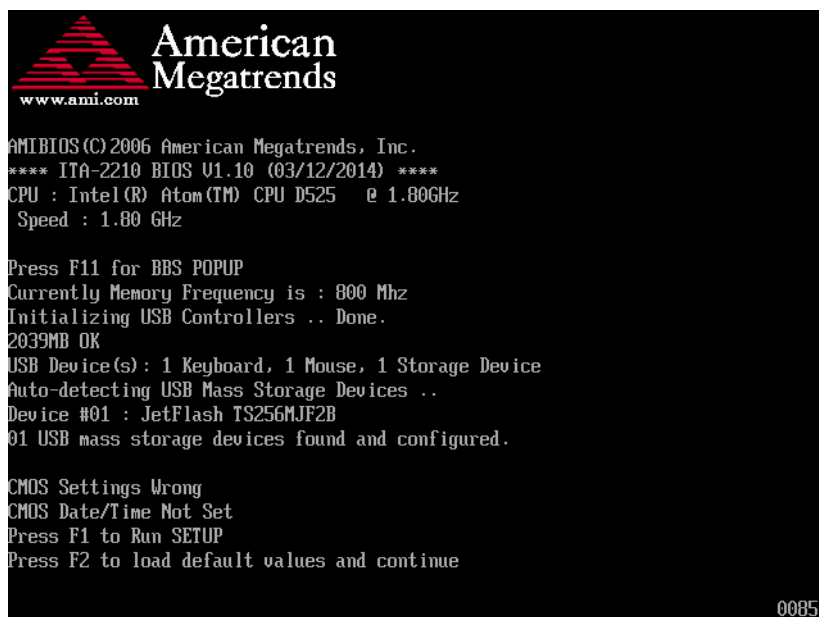 American
Megatrends
www.ami.com
AMIBIOS(C)2006 American Megatrends, Inc.
**** ITA-2210 BIOS V1.10 (03/12/2014) ****
CPU : Intel(R) Atom(TM) CPU D525 @ 1.80GHz
Speed : 1.80 GHz
Press F11 for BBS POPUP
Currently Memory Frequency is : 800 Mhz
Initializing USB Controllers .. Done.
2039MB OK
USB Device(s): 1 Keyboard, 1 Mouse, 1 Storage Device
Auto-detecting USB Mass Storage Devices ..
Device #01 : JetFlash TS256MJF2B
01 USB mass storage devices found and configured.
CMOS Settings Wrong
CMOS Date/Time Not Set
Press F1 to Run SETUP
Press F2 to load default values and continue
0085